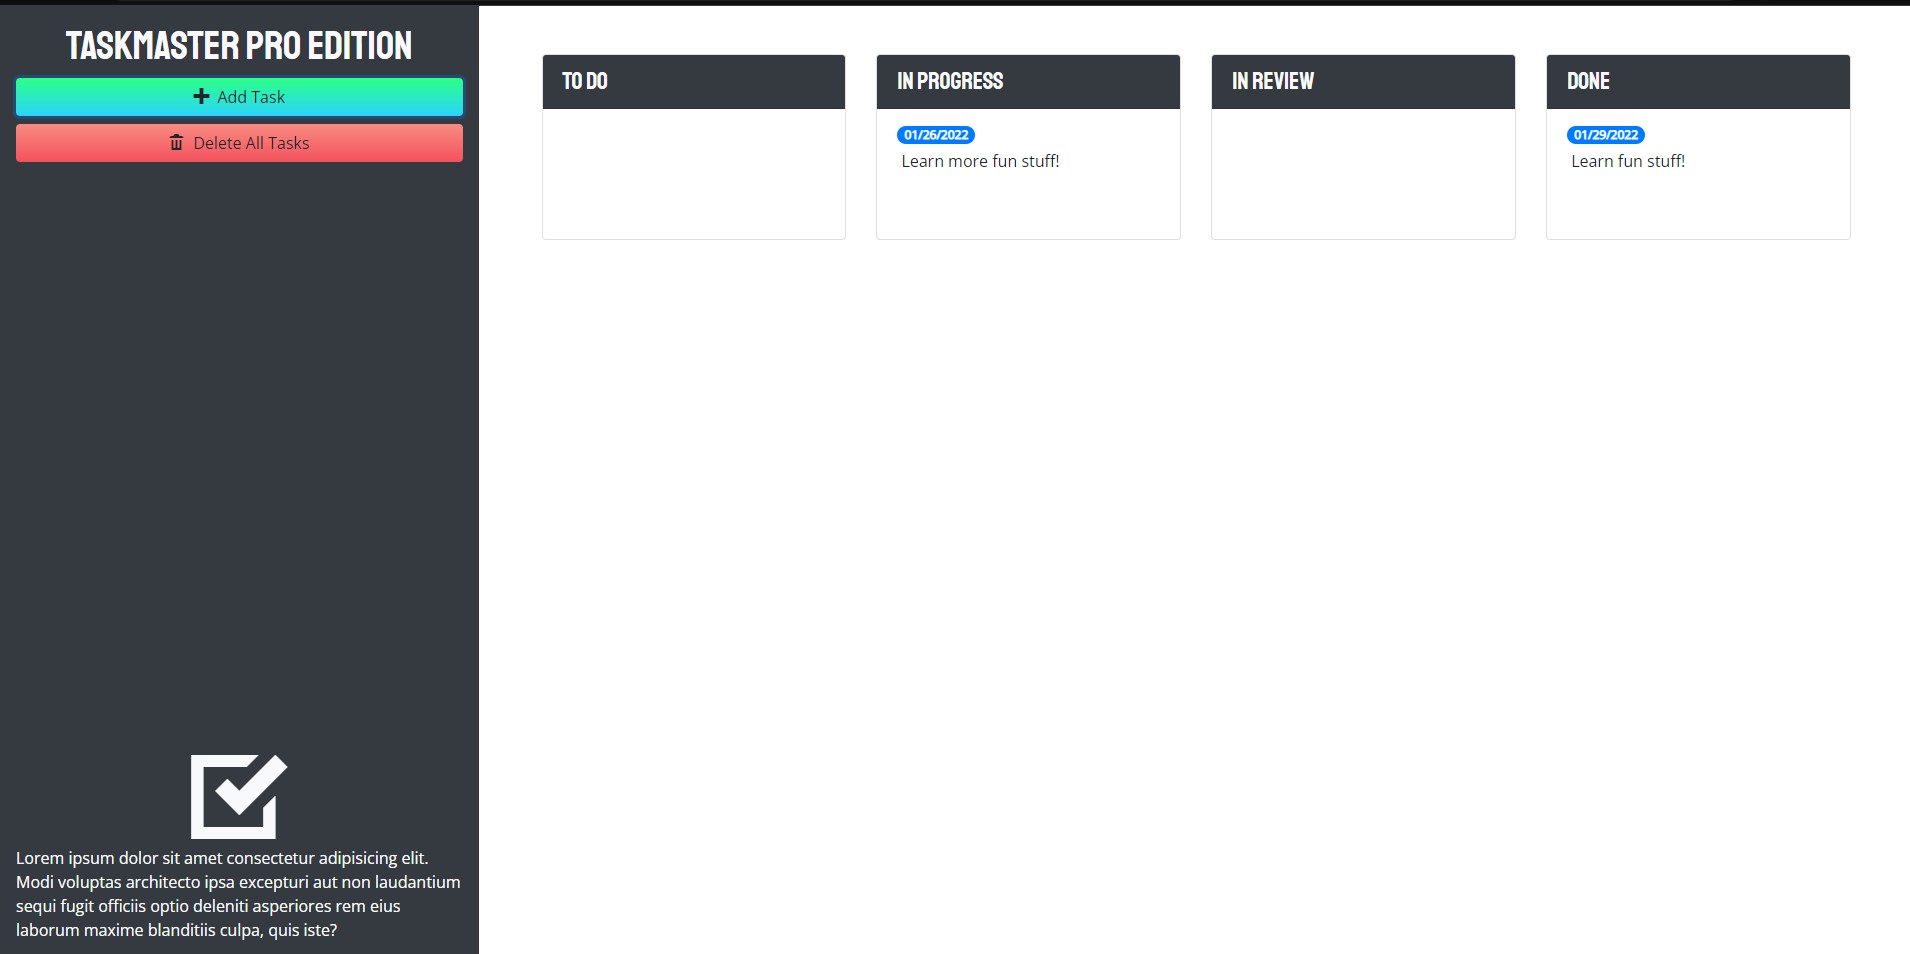 TASKMASTER PRO EDITION
Add Task
Delete All Tasks
Lorem ipsum dolor sit amet consectetur adipisicing elit.
Modi voluptas architecto ipsa excepturi aut non laudantium
sequi fugit officiis optio deleniti asperiores rem eius
laborum maxime blanditiis culpa, quis iste?
TO DO
IN PROGRESS
01/26/2022
Learn more fun stuff!
IN REVIEW
DONE
01/29/2022
Learn fun stuff!